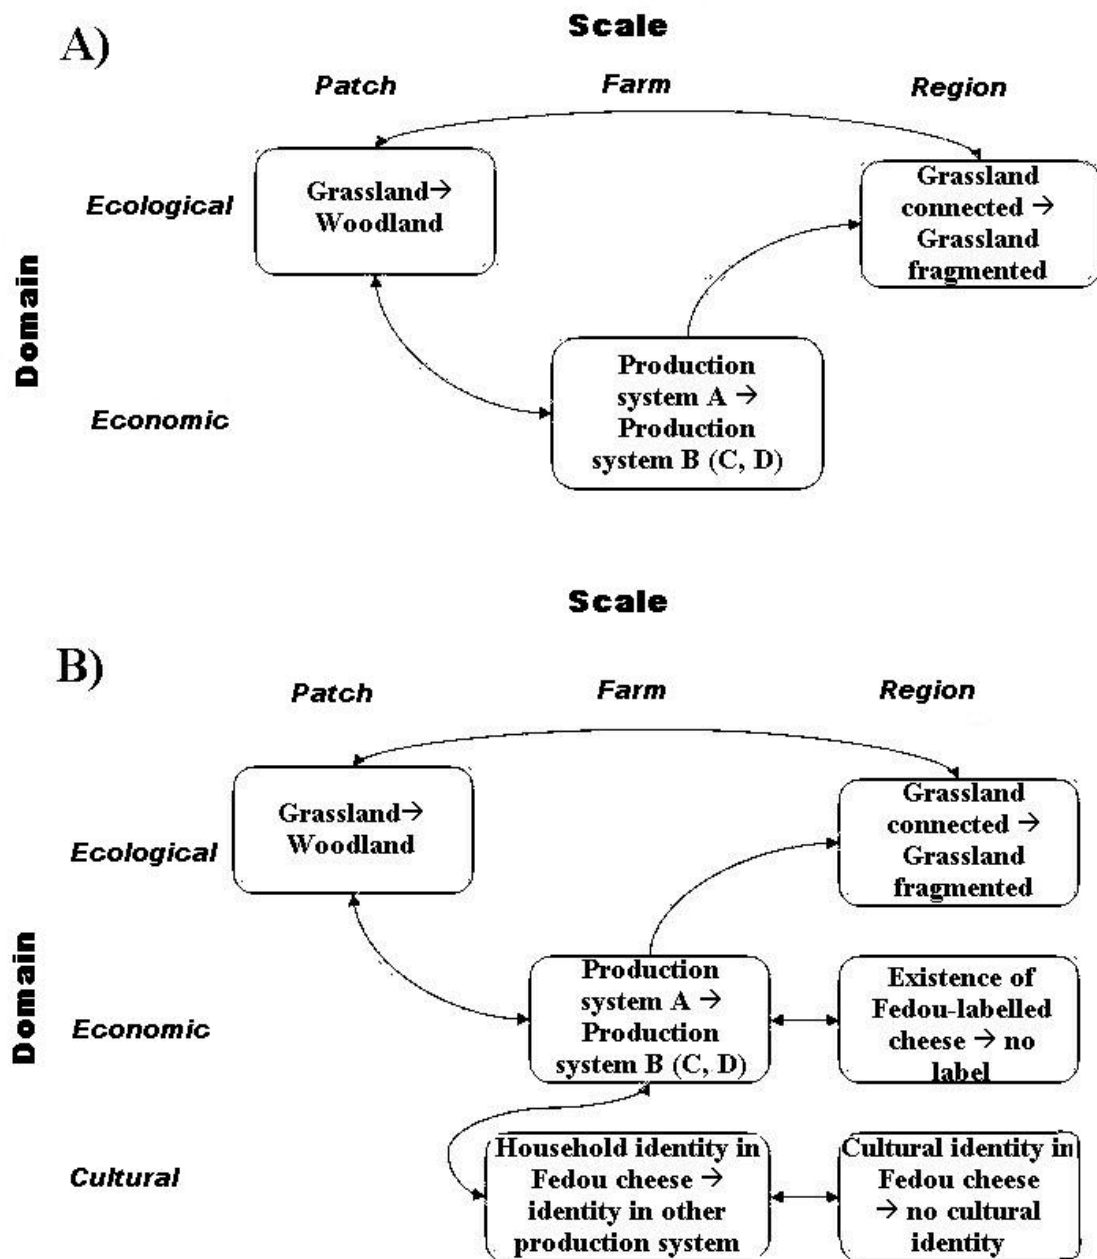 Scale
A)
Patch
Farm
Region
Ecological
Grassland→
Woodland
Grassland
connected →
Grassland
fragmented
Domain
Economic
Production
system A →
Production
system B (C, D)
Scale
B)
Patch
Farm
Region
Ecological
Grassland→
Woodland
Grassland
connected →
Grassland
fragmented
Domain
Economic
Production
system A →
Production
system B (C, D)
Existence of
Fedou-labelled
cheese → no
label
Cultural
Household identity in
Fedou cheese →
identity in other
production system
Cultural identity in
Fedou cheese
→ no cultural
identity